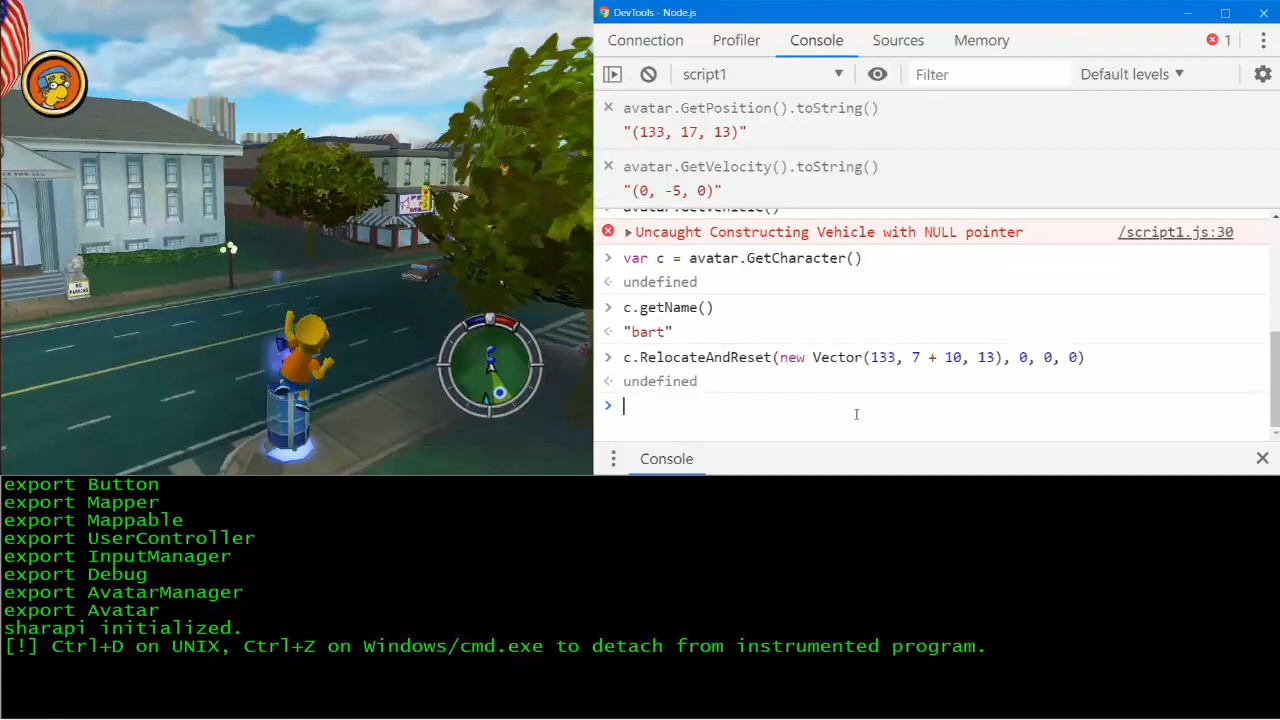 DevTools - Node.js
Connection Profiler Console Sources Memory 1
script1 Filter Default levels
avatar.GetPosition().toString()
"(133, 17, 13)"
avatar.GetVelocity().toString()
"(0, -5, 0)"
avatar.GetVehicle()
Uncaught Constructing Vehicle with NULL pointer /script1.js:30
var c = avatar.GetCharacter()
undefined
c.getName()
"bart"
c.RelocateAndReset(new Vector(133, 7 + 10, 13), 0, 0, 0)
undefined
Console
NO
PARKING
export Button
export Mapper
export Mappable
export UserController
export InputManager
export Debug
export AvatarManager
export Avatar
sharapi initialized.
[!] Ctrl+D on UNIX, Ctrl+Z on Windows/cmd.exe to detach from instrumented program.